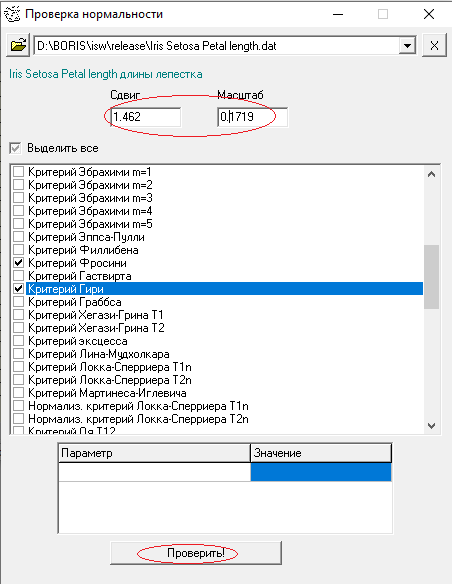 Проверка нормальности
D:\BORIS\isw\release\Iris Setosa Petal length.dat
X
Iris Setosa Petal length длины лепестка
Сдвиг Масштаб
1.462 0.1719
Выделить все
Критерий Эбрахими m=1
Критерий Эбрахими m=2
Критерий Эбрахими m=3
Критерий Эбрахими m=4
Критерий Эбрахими m=5
Критерий Эппса-Пулли
Критерий Филлибена
Критерий Фросини
Критерий Гаствирта
Критерий Гири
Критерий Граббса
Критерий Хегази-Грина T1
Критерий Хегази-Грина T2
Критерий эксцесса
Критерий Лина-Мудхолкара
Критерий Локка-Сперриера T1n
Критерий Локка-Сперриера T2n
Критерий Мартинеса-Иглевича
Нормализ. критерий Локка-Сперриера T1n
Нормализ. критерий Локка-Сперриера T2n
Критерий Оя T12
Параметр Значение
Проверить!